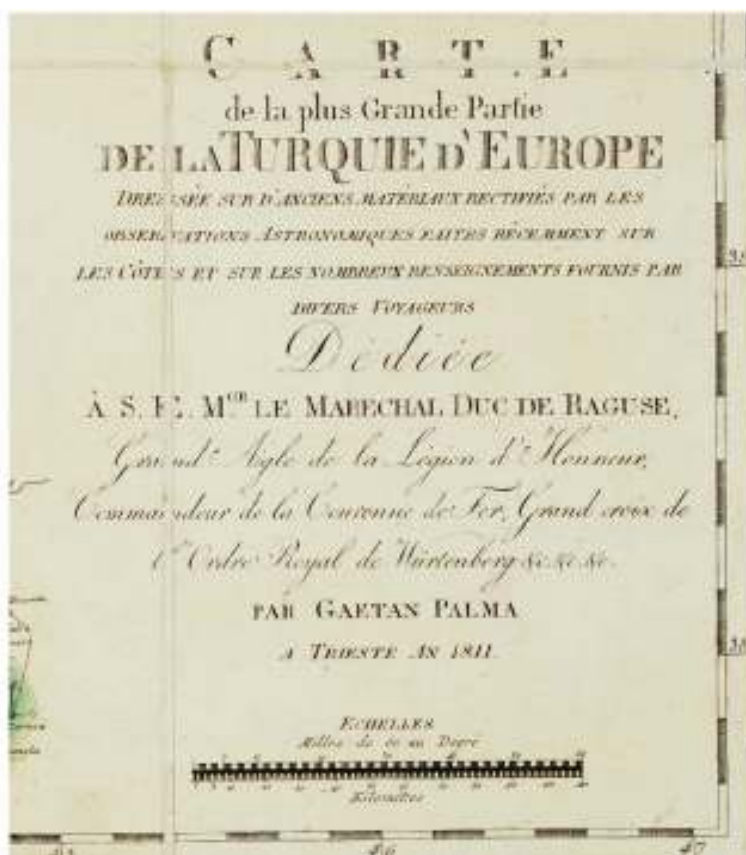 CARTE
de la plus Grande Partie
DE LA TURQUIE D'EUROPE
DRESSÉE SUR D'ANCIENS MATÉRIAUX RECTIFIÉS PAR LES
OBSERVATIONS ASTRONOMIQUES FAITES RÉCEMMENT SUR
LES CÔTES ET SUR LES NOMBREUX RENSEIGNEMENTS FOURNIS PAR
DIVERS VOYAGEURS
Dédiée
À S. E. MGR LE MARECHAL DUC DE RAGUSE,
Grand Aigle de la Légion d'Honneur,
Commandeur de la Couronne de Fer, Grand croix de
l'Ordre Royal de Würtenberg &c. &c. &c.
PAR GAETAN PALMA
A TRIESTE AN 1811.
ECHELLES
Milles de 60 au Degré
Kilomètres
46
47